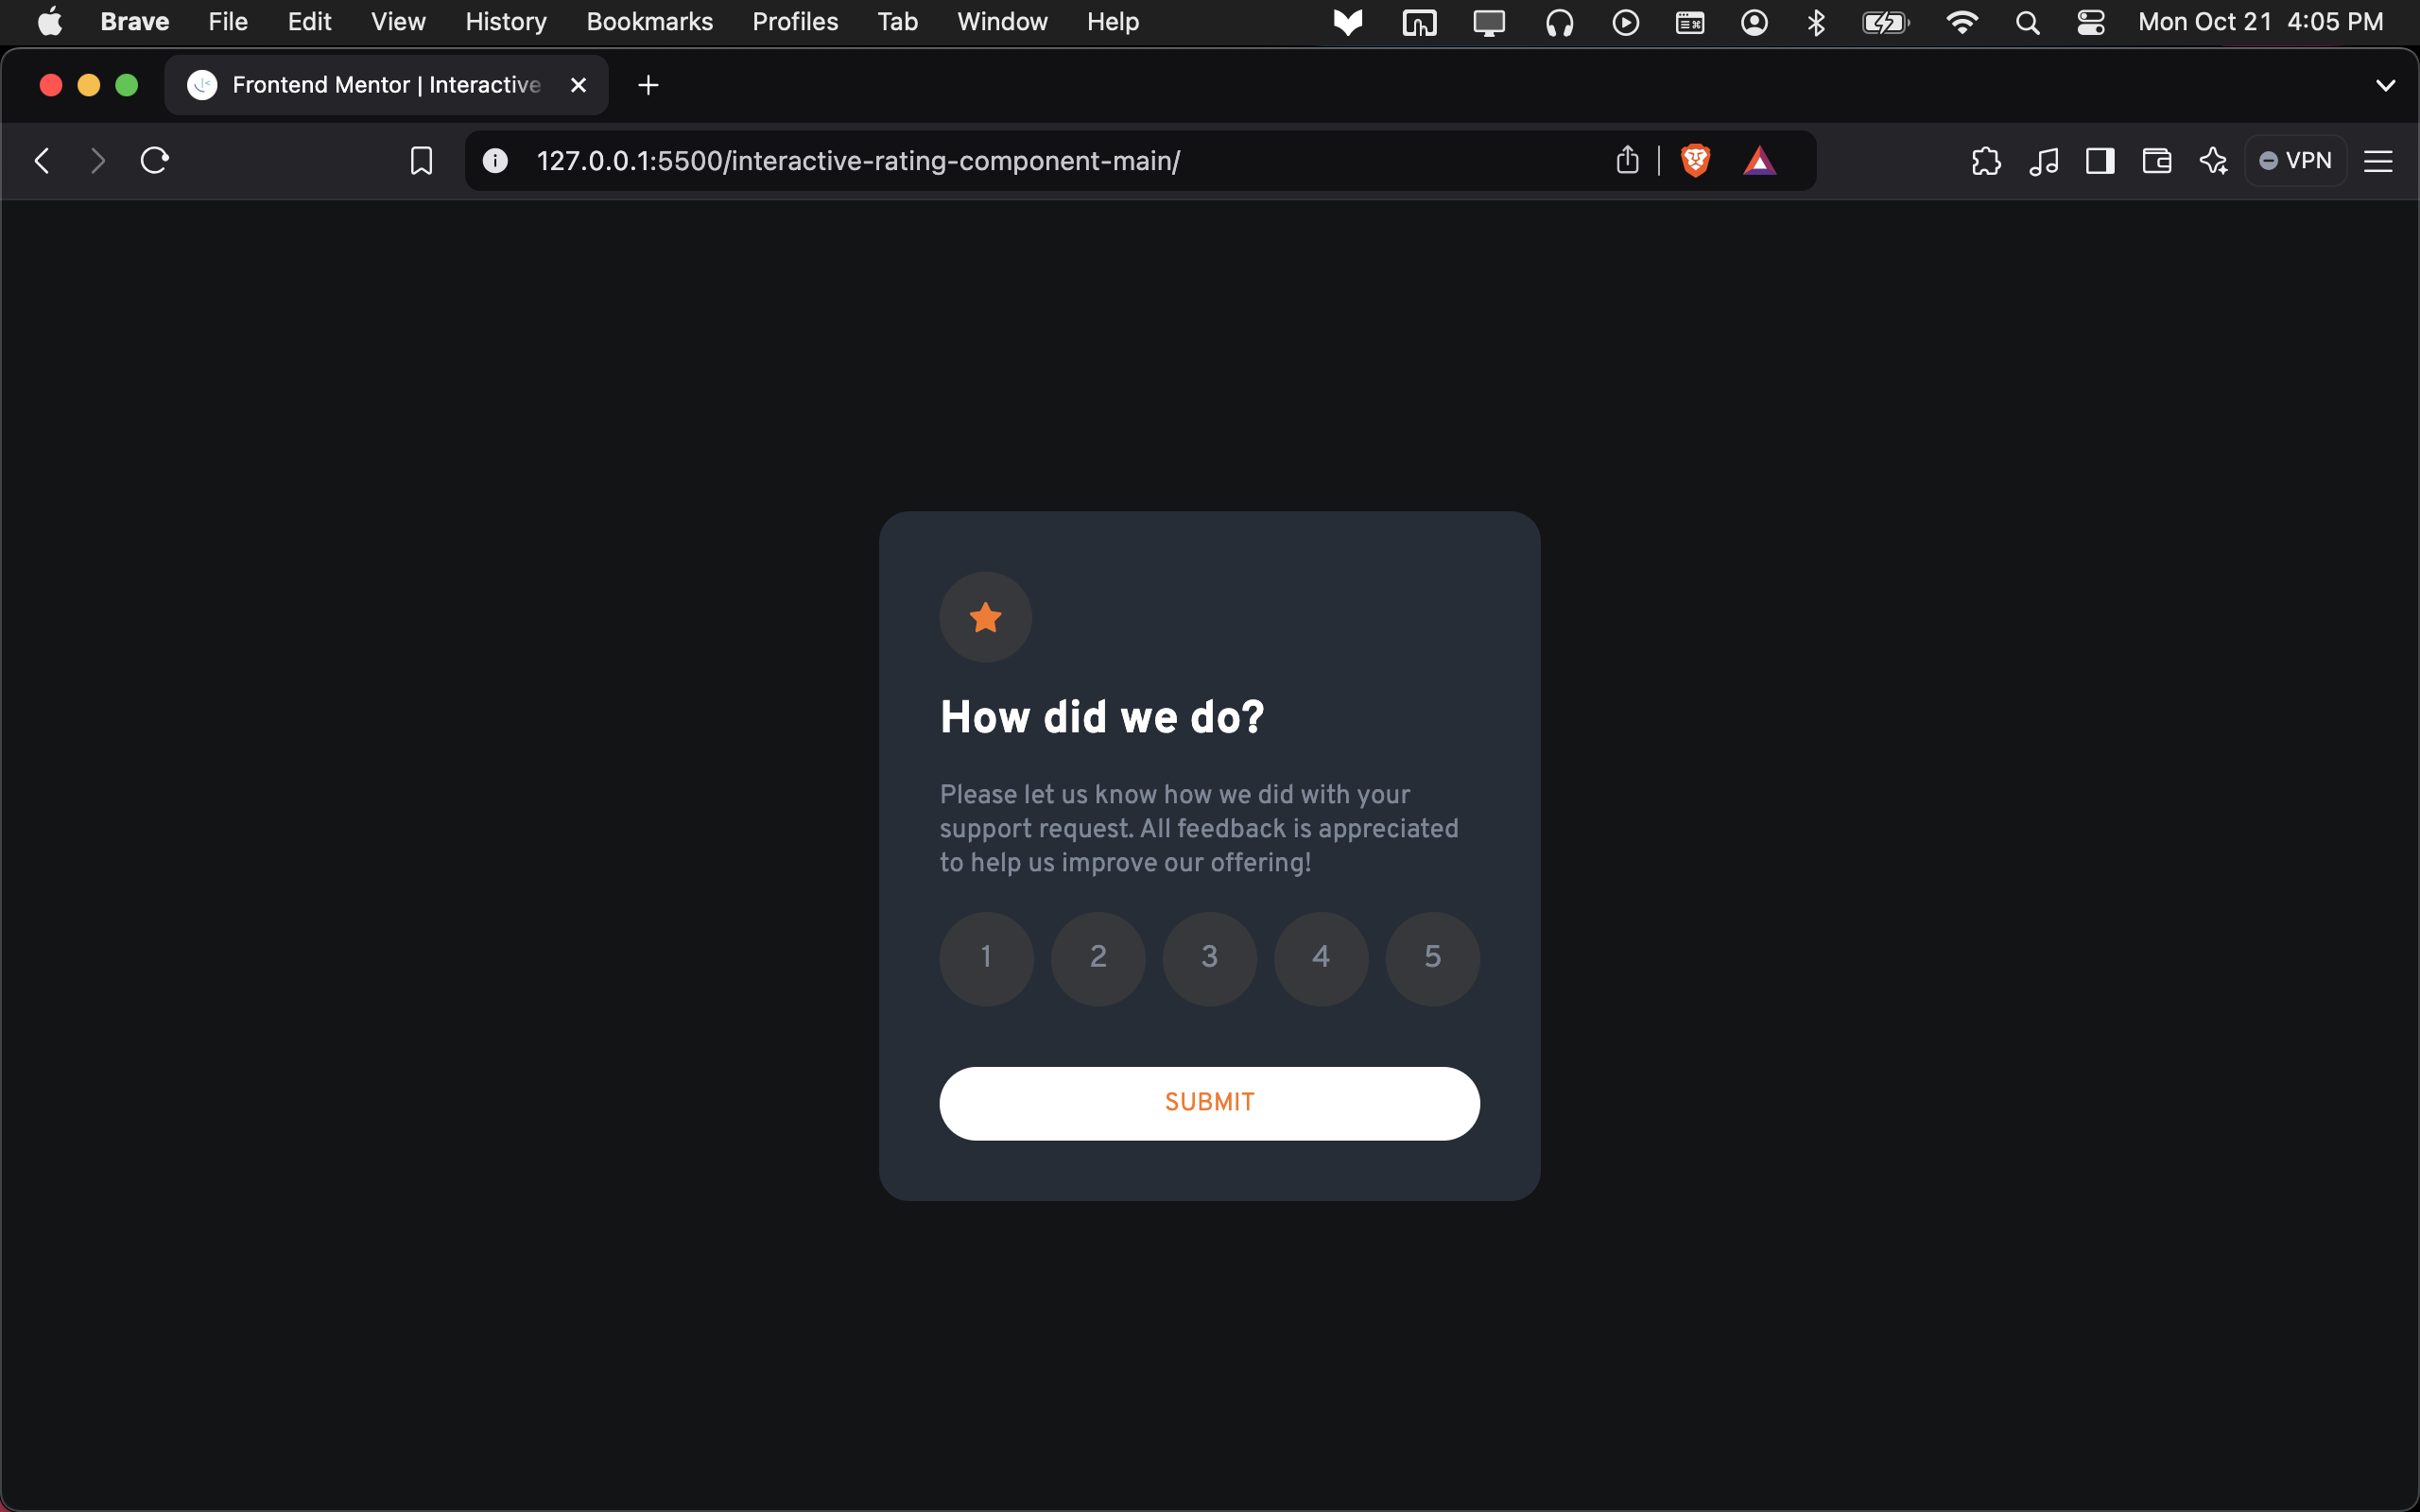 Brave File Edit View History Bookmarks Profiles Tab Window Help Mon Oct 21 4:05 PM
Frontend Mentor | Interactive
127.0.0.1:5500/interactive-rating-component-main/ VPN
How did we do?
Please let us know how we did with your
support request. All feedback is appreciated
to help us improve our offering!
1 2 3 4 5
SUBMIT